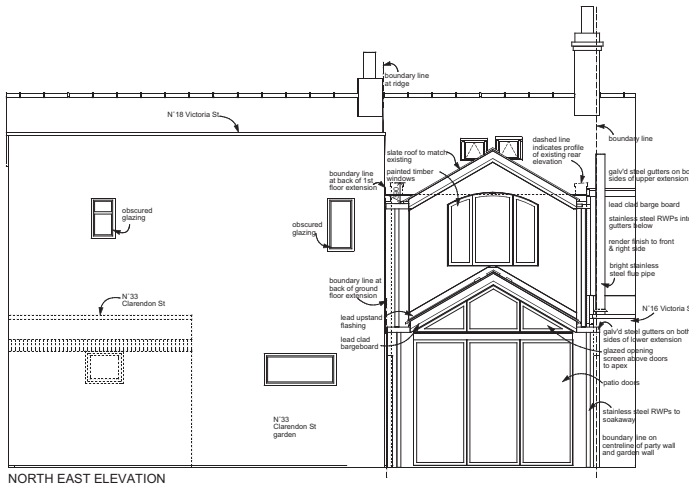 boundary line
at ridge
N´18 Victoria St
boundary line
dashed line
indicates profile
of existing rear
elevation
slate roof to match
existing
painted timber
windows
boundary line
at back of 1st
floor extension
galv'd steel gutters on bo
sides of upper extension
lead clad barge board
stainless steel RWPs int
gutters below
render finish to front
& right side
bright stainless
steel flue pipe
obscured
glazing
obscured
glazing
boundary line at
back of ground
floor extension
N´33
Clarendon St
N´16 Victoria S
lead upstand
flashing
lead clad
bargeboard
galv'd steel gutters on both
sides of lower extension
glazed opening
screen above doors
to apex
patio doors
stainless steel RWPs to
soakaway
N´33
Clarendon St
garden
boundary line on
centreline of party wall
and garden wall
NORTH EAST ELEVATION